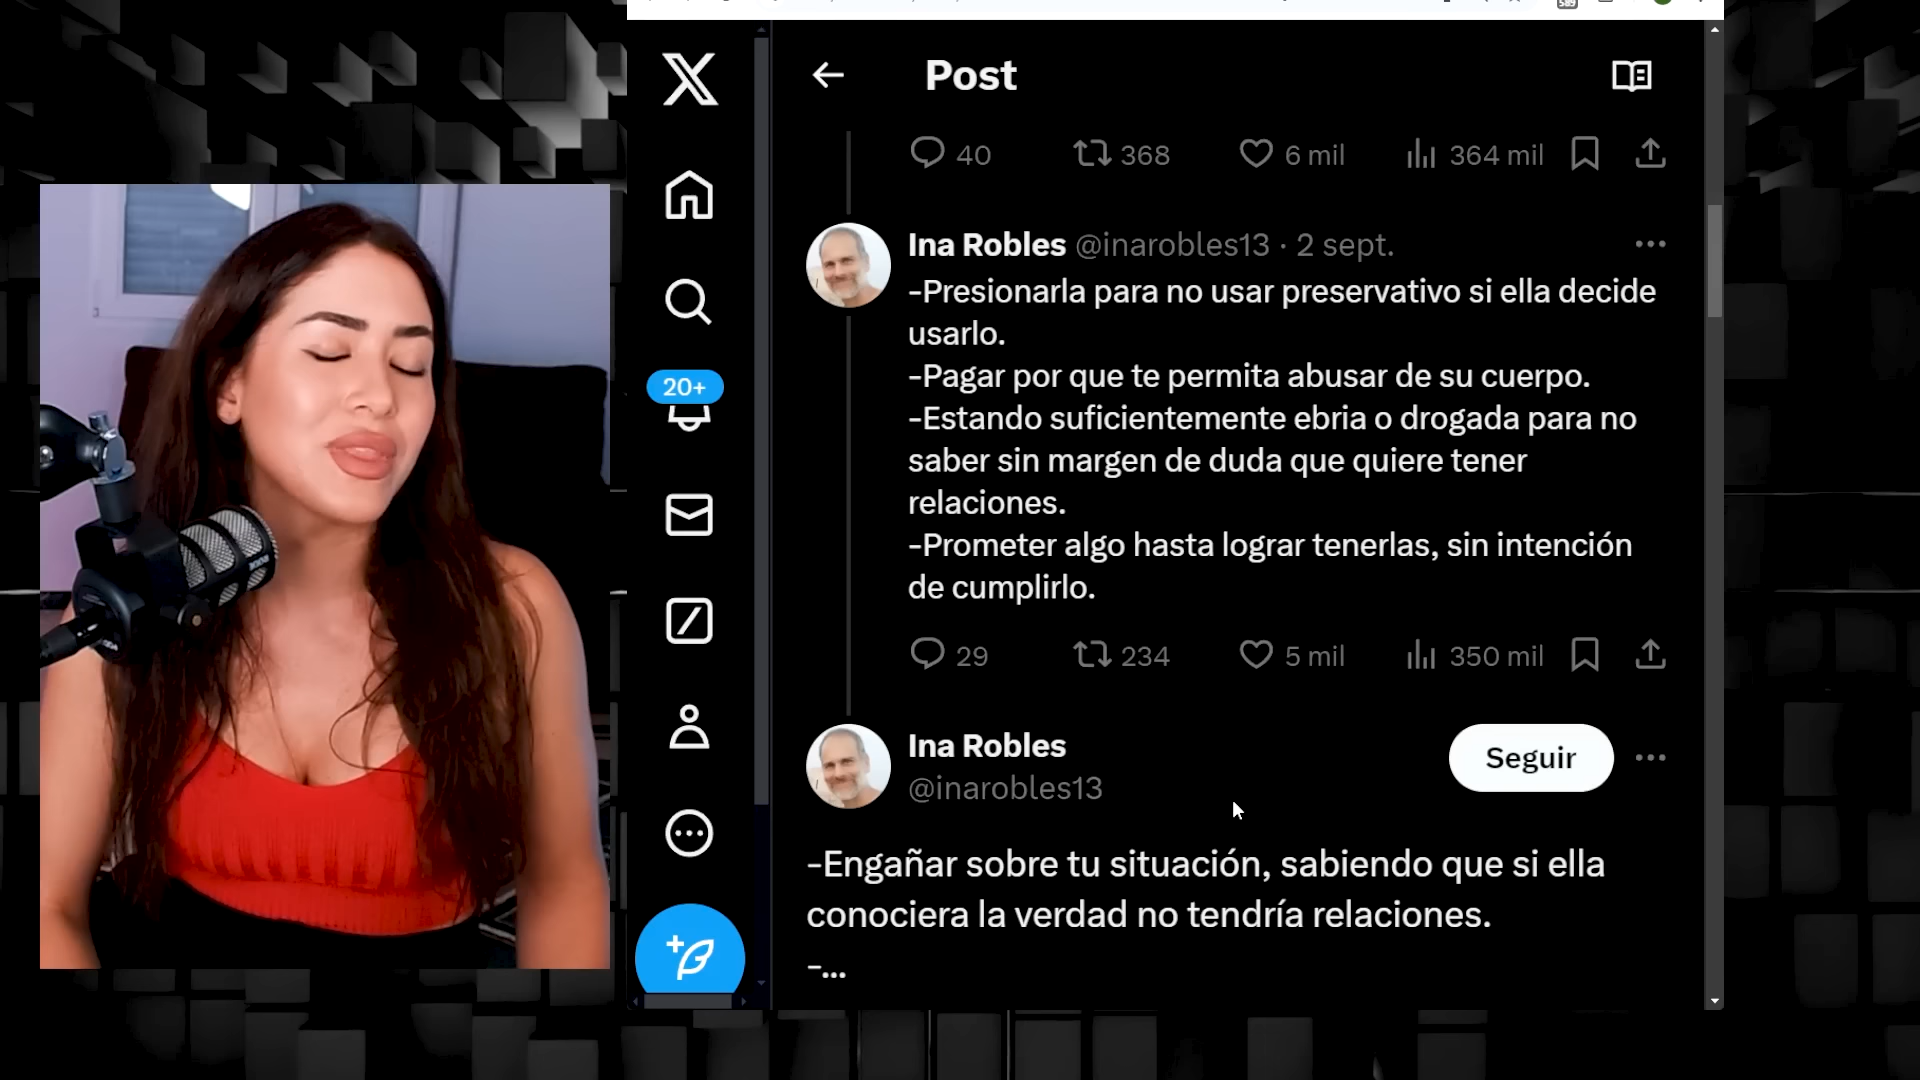 Post
40 368 6 mil 364 mil
Ina Robles @inarobles13 · 2 sept.
-Presionarla para no usar preservativo si ella decide
usarlo.
-Pagar por que te permita abusar de su cuerpo.
-Estando suficientemente ebria o drogada para no
saber sin margen de duda que quiere tener
relaciones.
-Prometer algo hasta lograr tenerlas, sin intención
de cumplirlo.
29 234 5 mil 350 mil
20+
Ina Robles
@inarobles13
Seguir
-Engañar sobre tu situación, sabiendo que si ella
conociera la verdad no tendría relaciones.
-...